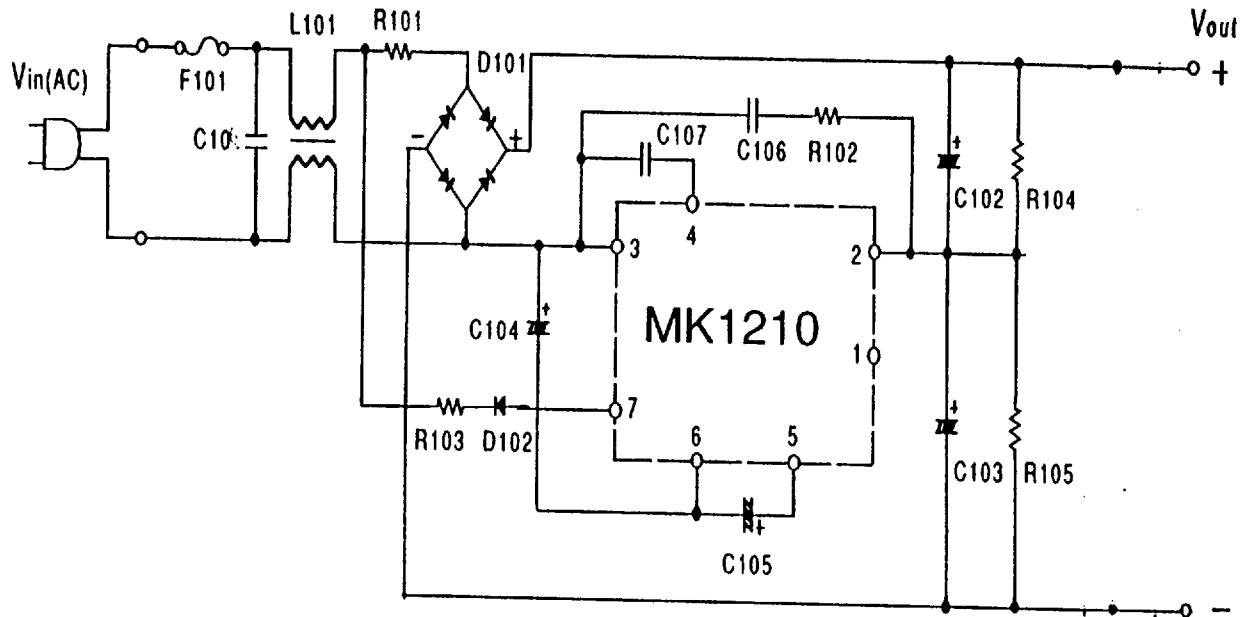 Vout
L101
R101
D101
+
Vin(AC)
F101
C10
C107
C106
R102
-
+
+
C102
R104
4
3
2
+
C104
MK1210
1
7
+
R103
D102
6
5
C103
R105
+
C105
-